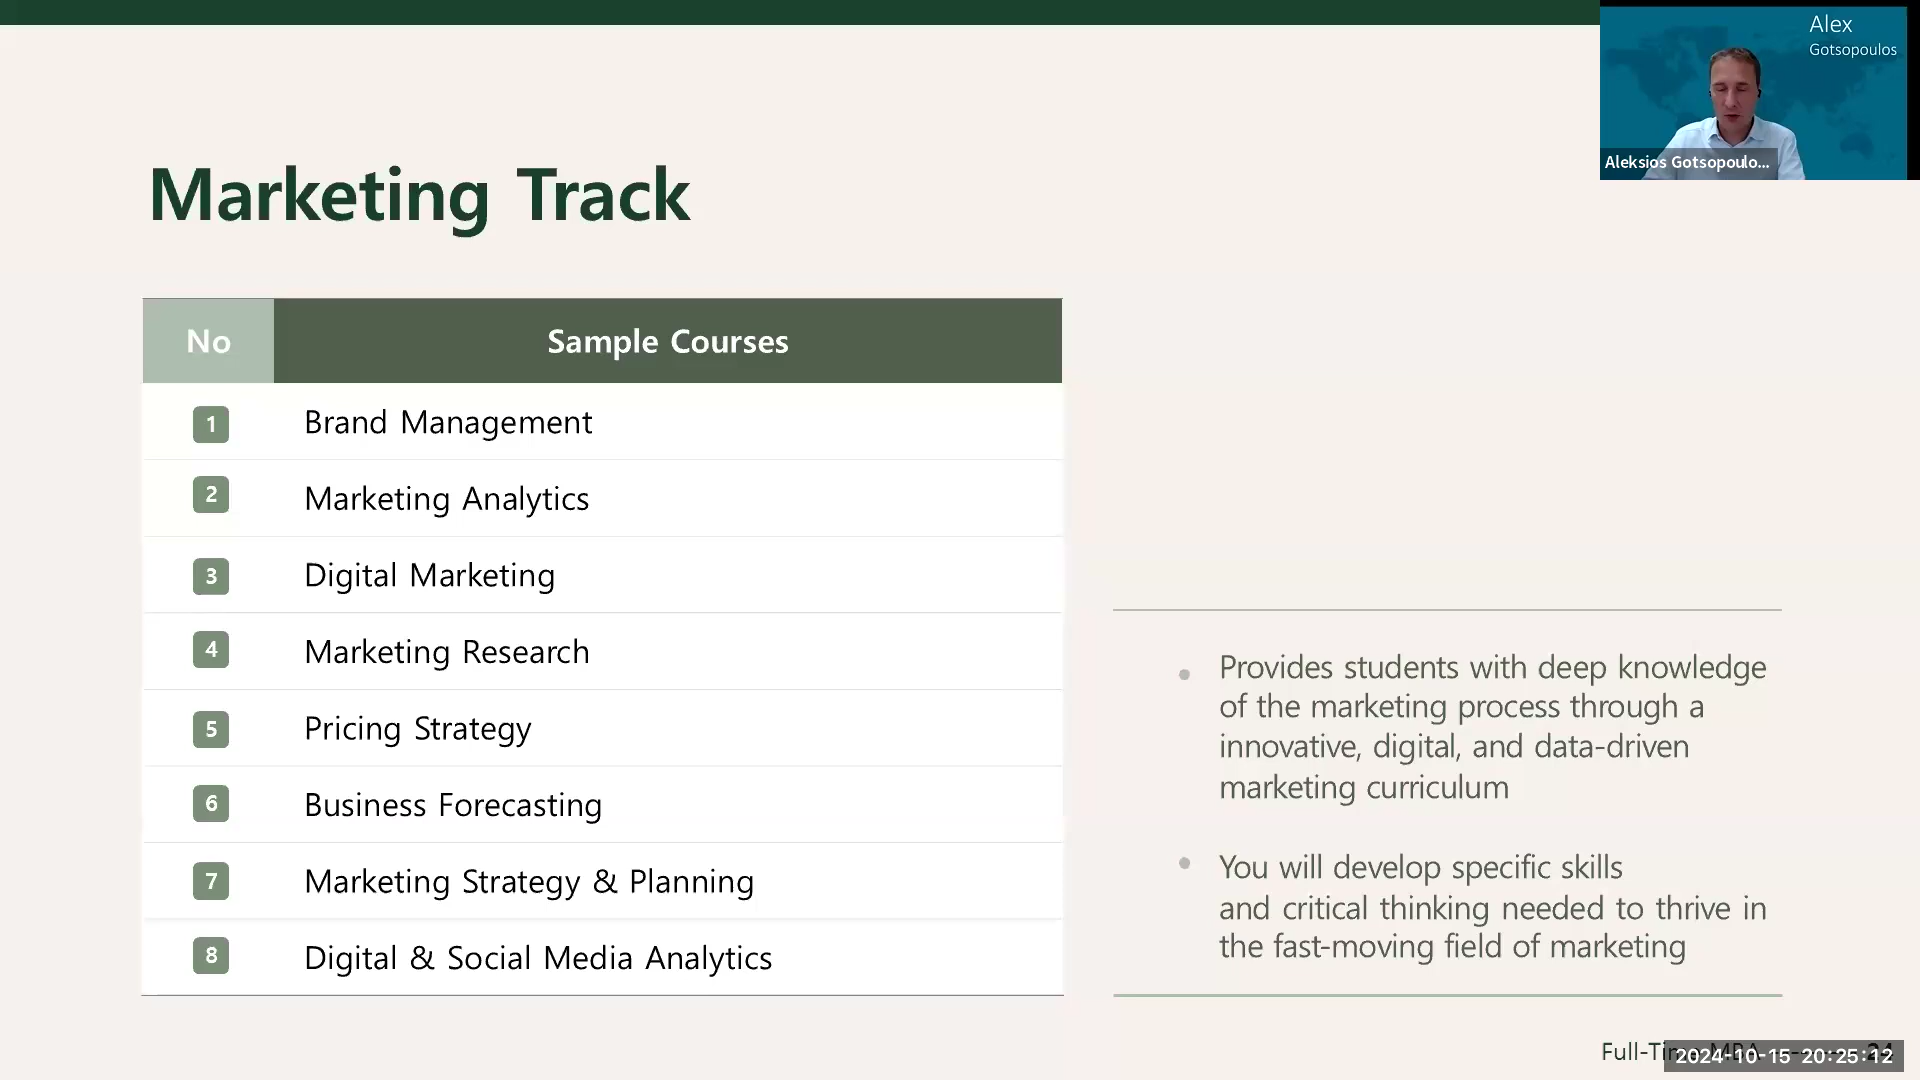 Alex
Gotsopoulos
Aleksios Gotsopoulo...
Marketing Track
No Sample Courses
1 Brand Management
2 Marketing Analytics
3 Digital Marketing
4 Marketing Research
5 Pricing Strategy
6 Business Forecasting
7 Marketing Strategy & Planning
8 Digital & Social Media Analytics
Provides students with deep knowledge
of the marketing process through a
innovative, digital, and data-driven
marketing curriculum
You will develop specific skills
and critical thinking needed to thrive in
the fast-moving field of marketing
Full-Time MBA
2024-10-15 20:25:12